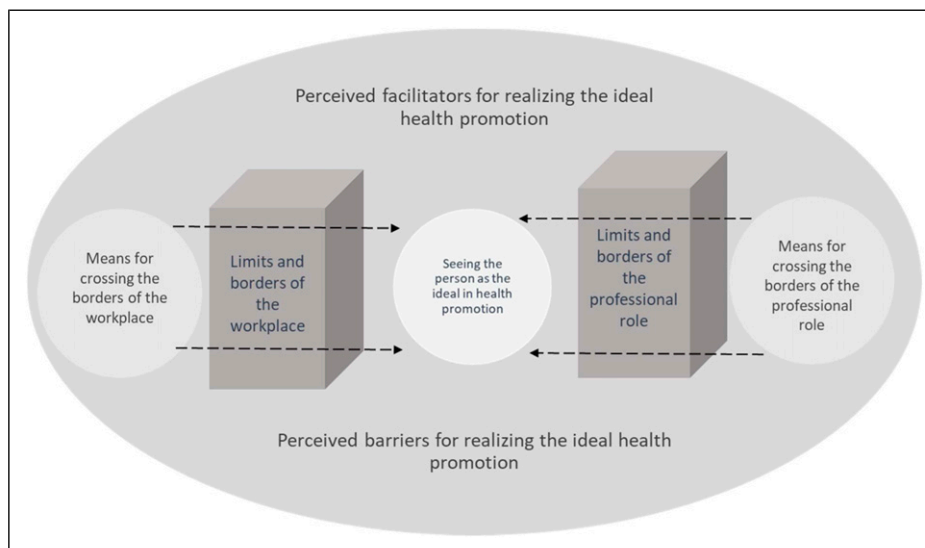 Perceived facilitators for realizing the ideal
health promotion
Means for
crossing the
borders of the
workplace
Limits and
borders of
the
workplace
Seeing the
person as the
ideal in health
promotion
Limits and
borders of
the
professional
role
Means for
crossing the
borders of the
professional
role
Perceived barriers for realizing the ideal health
promotion